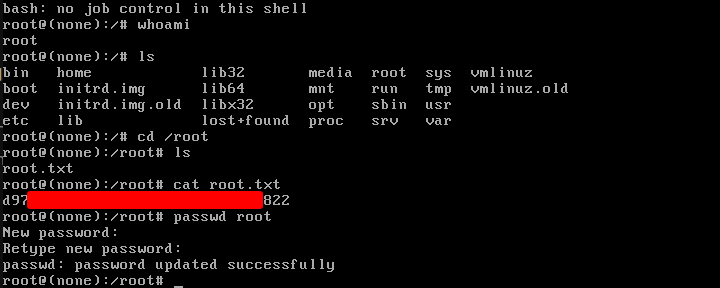 bash: no job control in this shell
root@(none):/# whoami
root
root@(none):/# ls
bin   home            lib32       media  root  sys  vmlinuz
boot  initrd.img      lib64       mnt    run   tmp  vmlinuz.old
dev   initrd.img.old  libx32      opt    sbin  usr
etc   lib             lost+found  proc   srv   var
root@(none):/# cd /root
root@(none):/root# ls
root.txt
root@(none):/root# cat root.txt
d97 822
root@(none):/root# passwd root
New password:
Retype new password:
passwd: password updated successfully
root@(none):/root# _